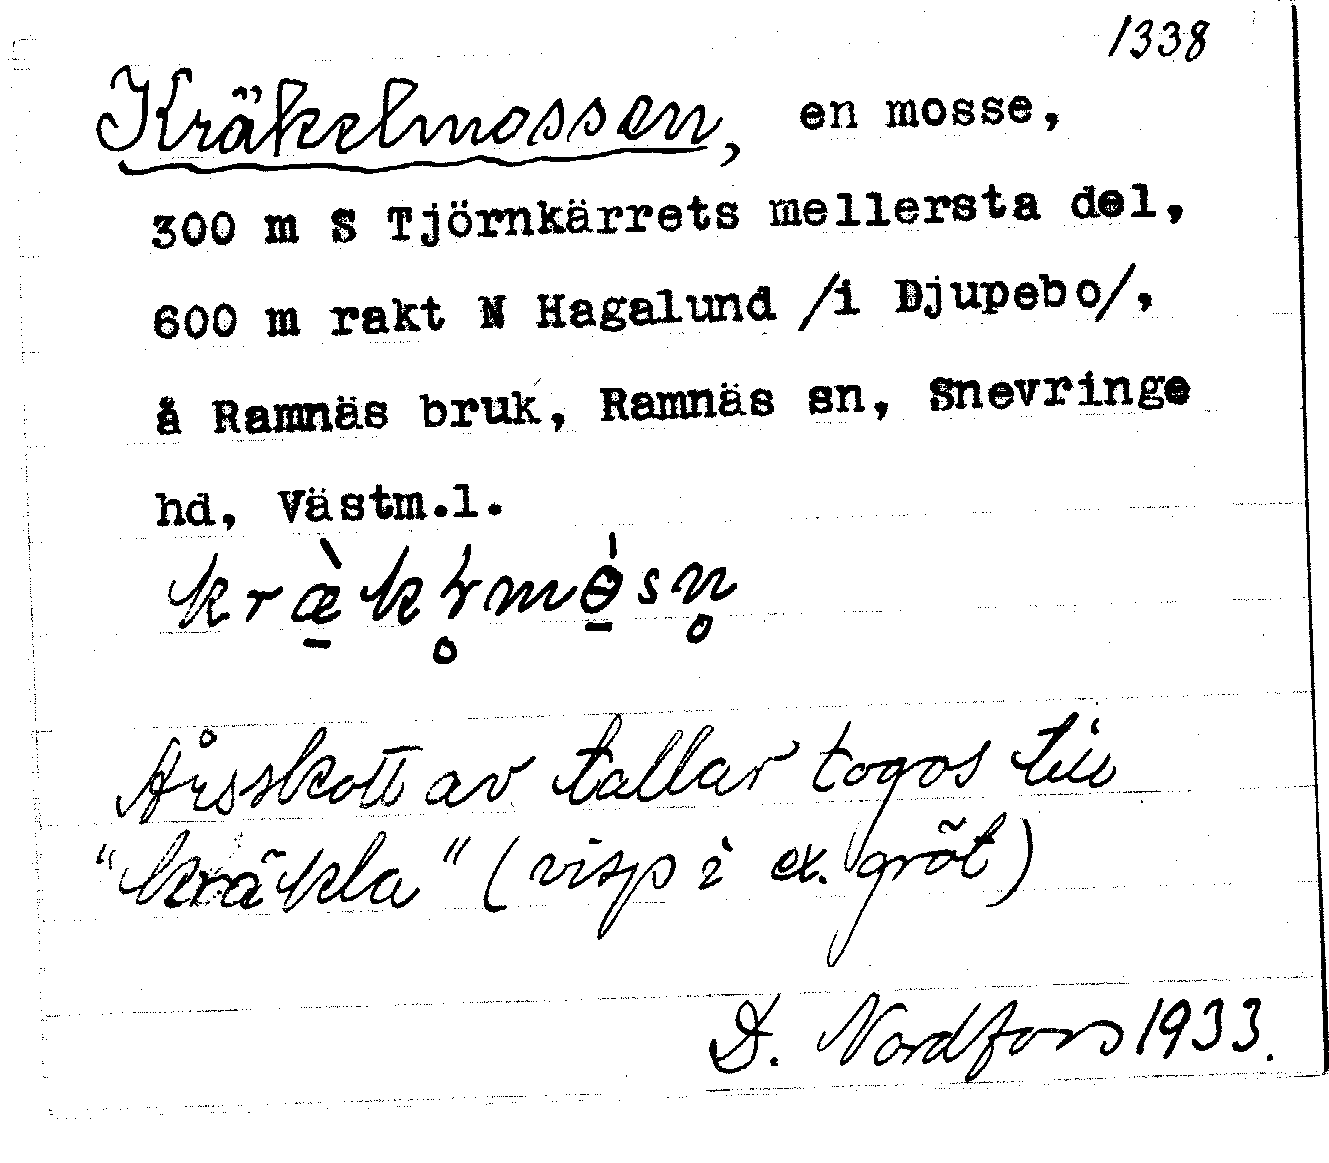 1338
Kräkelmossen, en mosse,
300 m S Tjörnkärrets mellersta del,
600 m rakt N Hagalund /i Djupebo/,
å Ramnäs bruk, Ramnäs sn, Snevringe
hd, Västm.l.
Årsskott av tallar togos till
"kräkla" (visp i ex. gröt)
D. Nordfors 1933.